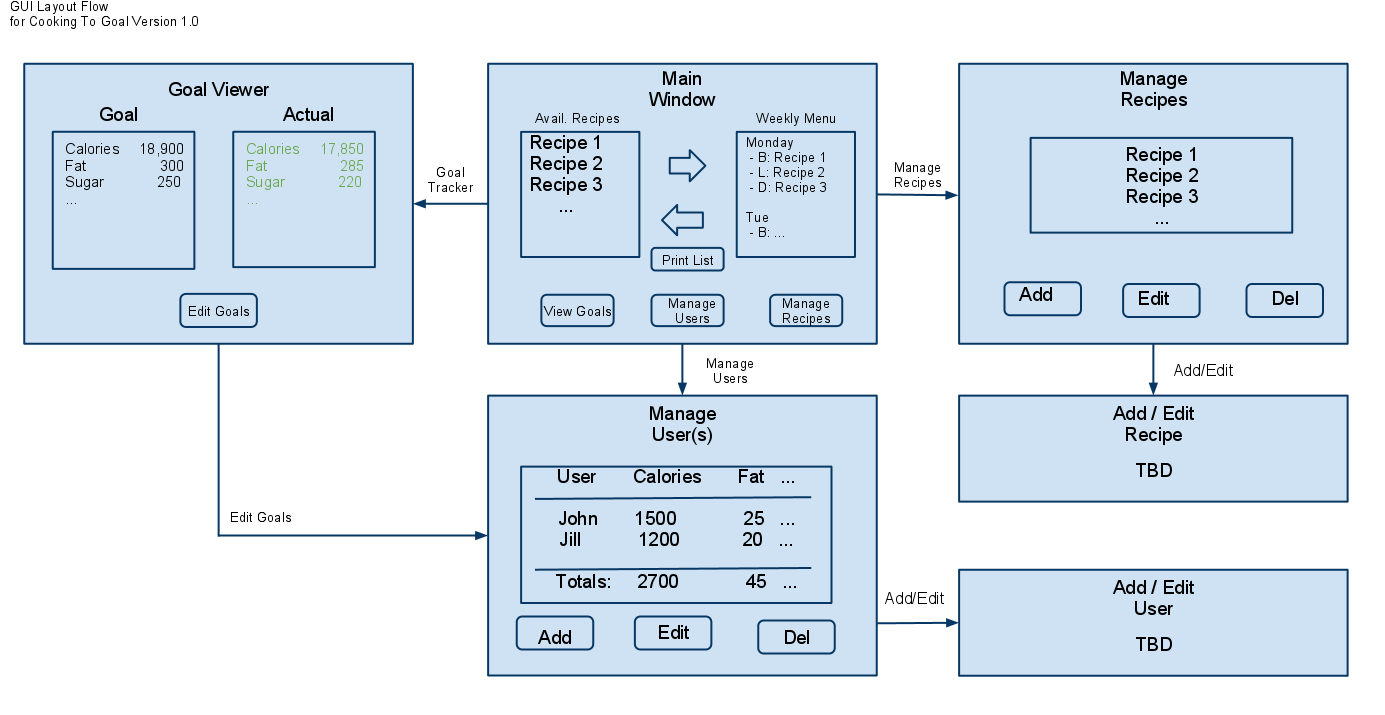 GUI Layout Flow
for Cooking To Goal Version 1.0
Goal Viewer
Goal
Actual
Calories 18,900
Fat 300
Sugar 250
...
Calories 17,850
Fat 285
Sugar 220
...
Edit Goals
Goal
Tracker
Main
Window
Avail. Recipes
Weekly Menu
Recipe 1
Recipe 2
Recipe 3
...
Monday
- B: Recipe 1
- L: Recipe 2
- D: Recipe 3
Tue
- B: ...
Print List
View Goals
Manage
Users
Manage
Recipes
Manage
Recipes
Manage
Recipes
Recipe 1
Recipe 2
Recipe 3
...
Add
Edit
Del
Manage
Users
Add/Edit
Manage
User(s)
User Calories Fat ...
John 1500 25 ...
Jill 1200 20 ...
Totals: 2700 45 ...
Add
Edit
Del
Edit Goals
Add / Edit
Recipe
TBD
Add/Edit
Add / Edit
User
TBD